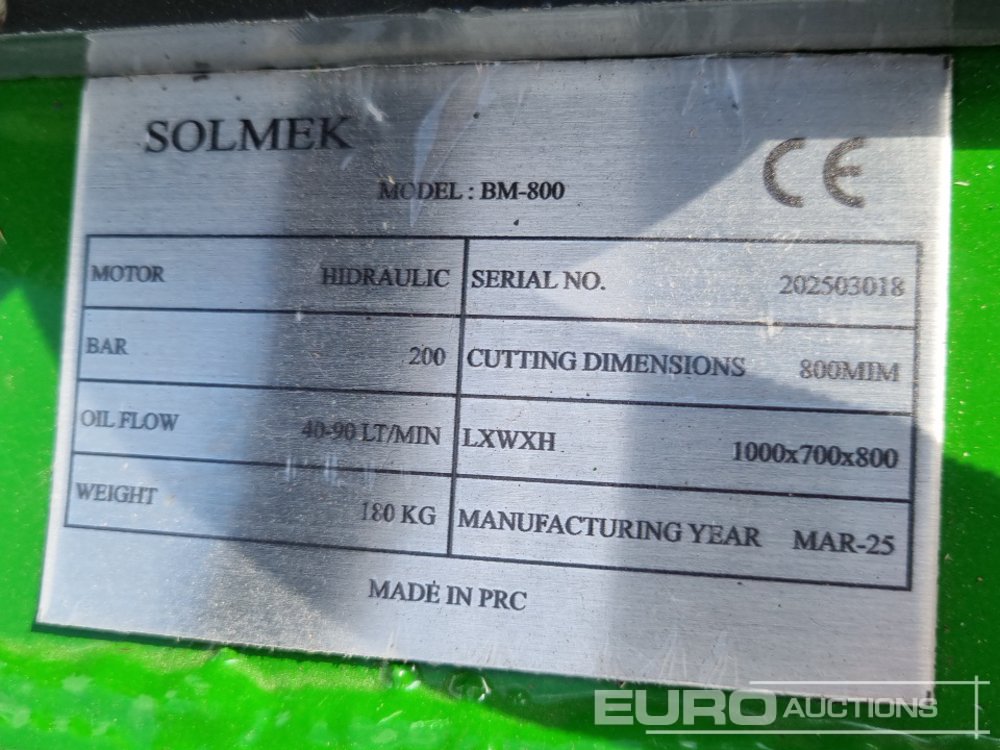 SOLMEK
CE
MODEL : BM-800
MOTOR HIDRAULIC SERIAL NO. 202503018
BAR 200 CUTTING DIMENSIONS 800MIM
OIL FLOW 40-90 LT/MIN LXWXH 1000x700x800
WEIGHT 180 KG MANUFACTURING YEAR MAR-25
MADE IN PRC
EURO AUCTIONS